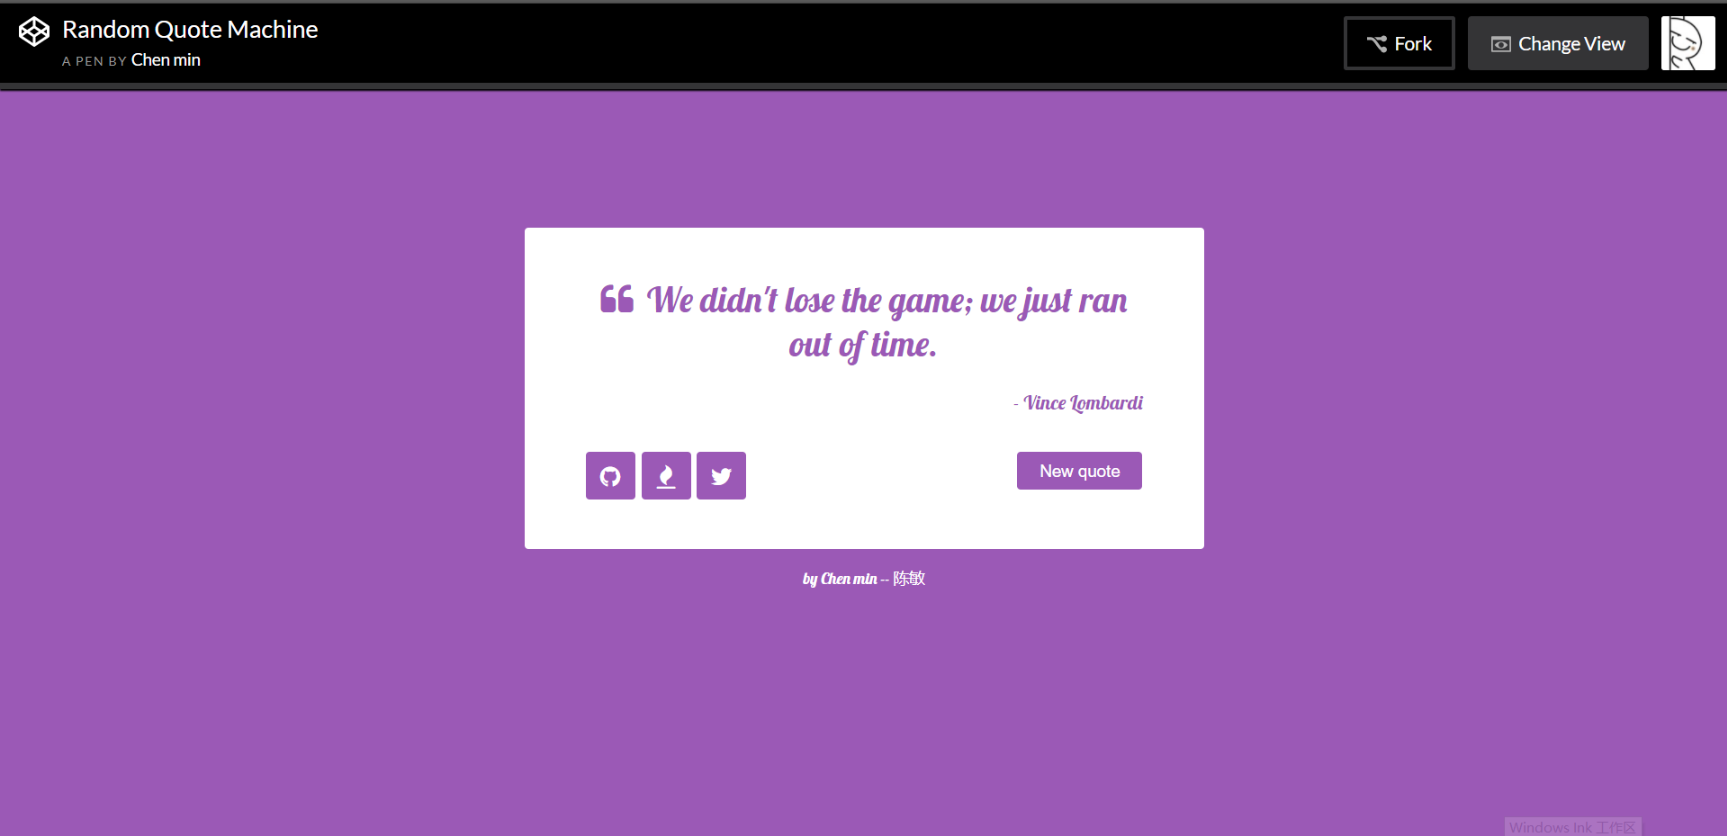 Random Quote Machine
A PEN BY Chen min
Fork
Change View
“ We didn't lose the game; we just ran
out of time.
- Vince Lombardi
New quote
by Chen min -- 陈敏
Windows Ink 工作区